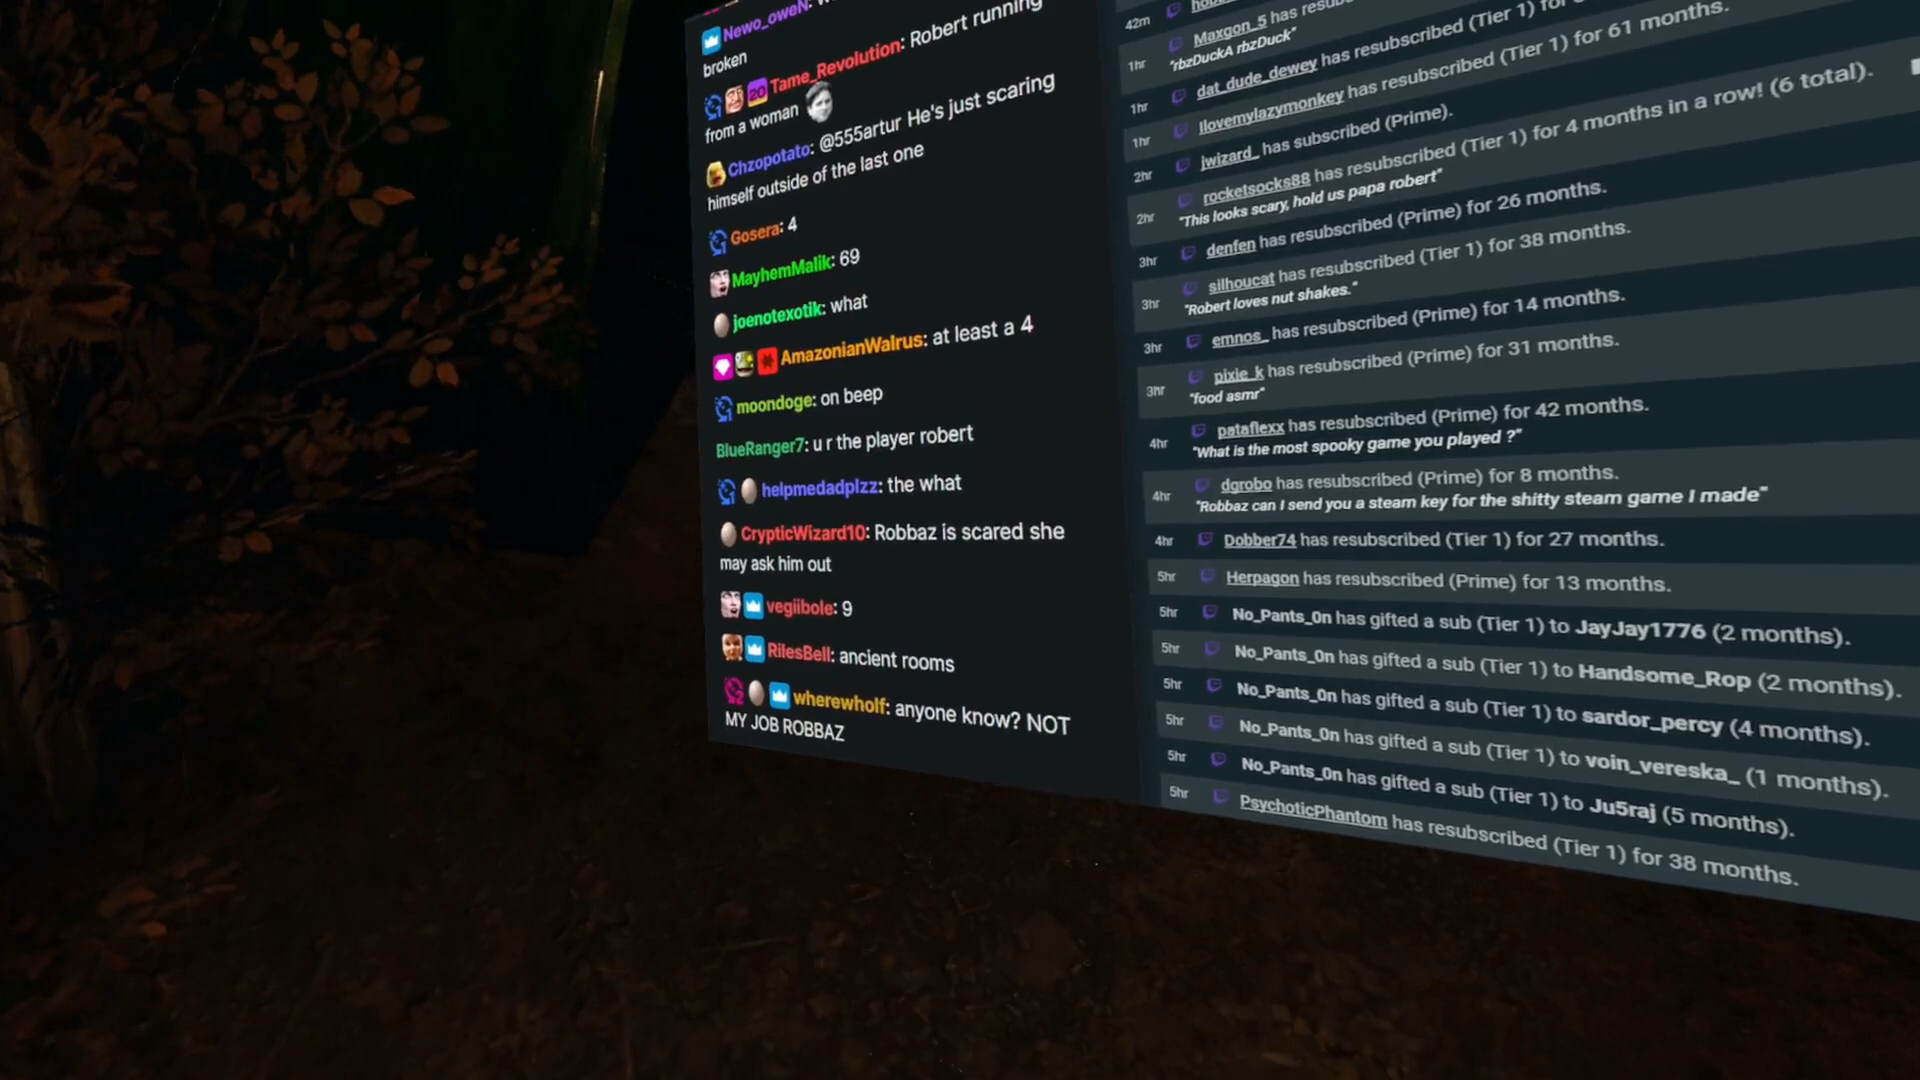 Newo_oweN:
broken
20 Tame_Revolution: Robert running
from a woman
Chzopotato: @555artur He's just scaring
himself outside of the last one
Gosera: 4
MayhemMalik: 69
joenotexotik: what
AmazonianWalrus: at least a 4
moondoge: on beep
BlueRanger7: u r the player robert
helpmedadplzz: the what
CrypticWizard10: Robbaz is scared she
may ask him out
vegiibole: 9
RilesBell: ancient rooms
2 wherewholf: anyone know? NOT
MY JOB ROBBAZ
42m
1hr Maxgon_5 has
"rbzDuckA rbzDuck"
1hr dat_dude_dewey has resubscribed (Tier 1) for
1hr Ilovemylazymonkey has resubscribed (Tier 1) for 61 months.
2hr jwizard_ has subscribed (Prime).
2hr rocketsocks88 has resubscribed (Tier 1) for 4 months in a row! (6 total).
"This looks scary, hold us papa robert"
3hr denfen has resubscribed (Prime) for 26 months.
3hr silhoucat has resubscribed (Tier 1) for 38 months.
"Robert loves nut shakes."
3hr emnos_ has resubscribed (Prime) for 14 months.
3hr pixie_k has resubscribed (Prime) for 31 months.
"food asmr"
4hr pataflexx has resubscribed (Prime) for 42 months.
"What is the most spooky game you played ?"
4hr dgrobo has resubscribed (Prime) for 8 months.
"Robbaz can I send you a steam key for the shitty steam game I made"
4hr Dobber74 has resubscribed (Tier 1) for 27 months.
5hr Herpagon has resubscribed (Prime) for 13 months.
5hr No_Pants_0n has gifted a sub (Tier 1) to JayJay1776 (2 months).
5hr No_Pants_0n has gifted a sub (Tier 1) to Handsome_Rop (2 months).
5hr No_Pants_0n has gifted a sub (Tier 1) to sardor_percy (4 months).
5hr No_Pants_0n has gifted a sub (Tier 1) to voin_vereska_ (1 months).
5hr No_Pants_0n has gifted a sub (Tier 1) to Ju5raj (5 months).
5hr PsychoticPhantom has resubscribed (Tier 1) for 38 months.